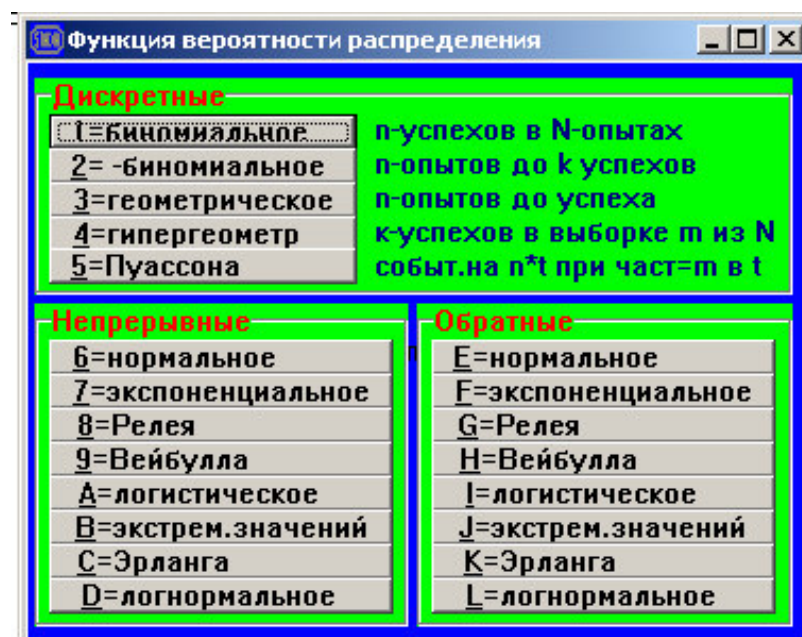 Функция вероятности распределения
Дискретные
1=биномиальное
n-успехов в N-опытах
2= -биномиальное
n-опытов до k успехов
3=геометрическое
n-опытов до успеха
4=гипергеометр
к-успехов в выборке m из N
5=Пуассона
событ.на n*t при част=m в t
Непрерывные
6=нормальное
7=экспоненциальное
8=Релея
9=Вейбулла
A=логистическое
B=экстрем.значений
C=Эрланга
D=логнормальное
Обратные
E=нормальное
F=экспоненциальное
G=Релея
H=Вейбулла
I=логистическое
J=экстрем.значений
K=Эрланга
L=логнормальное